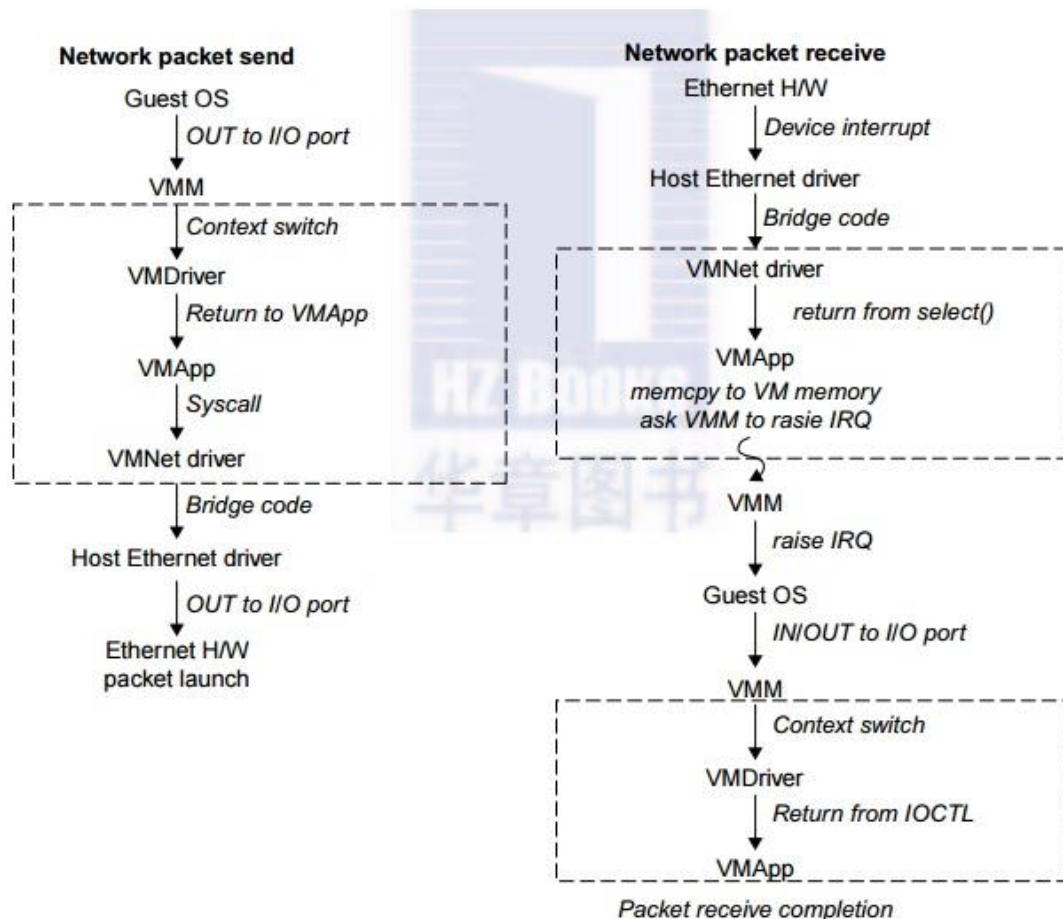 Network packet send
Guest OS
OUT to I/O port
VMM
Context switch
VMDriver
Return to VMApp
VMApp
Syscall
VMNet driver
Bridge code
Host Ethernet driver
OUT to I/O port
Ethernet H/W
packet launch
Network packet receive
Ethernet H/W
Device interrupt
Host Ethernet driver
Bridge code
VMNet driver
return from select()
VMApp
memcpy to VM memory
ask VMM to rasie IRQ
VMM
raise IRQ
Guest OS
IN/OUT to I/O port
VMM
Context switch
VMDriver
Return from IOCTL
VMApp
Packet receive completion
HZ Books
华章图书